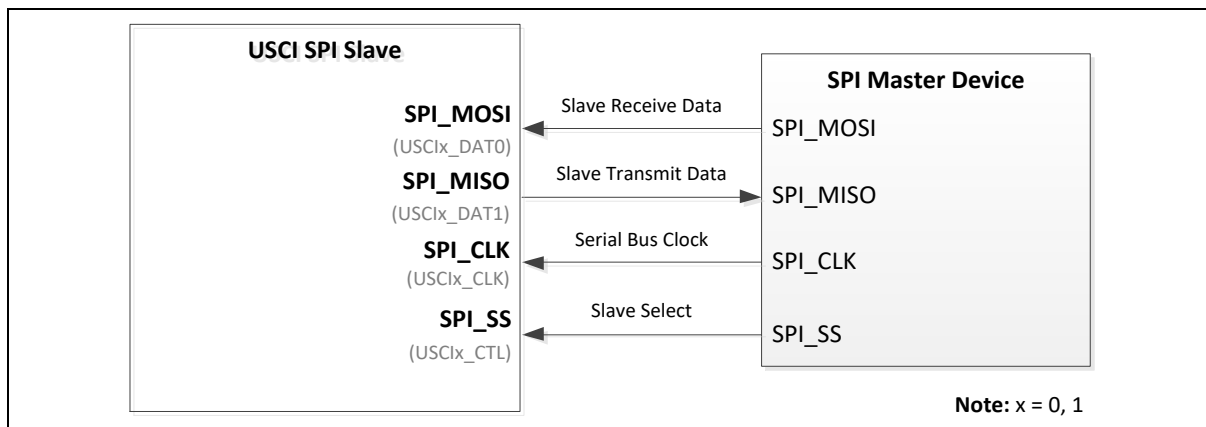 USCI SPI Slave
SPI_MOSI
(USCIx_DAT0)
SPI_MISO
(USCIx_DAT1)
SPI_CLK
(USCIx_CLK)
SPI_SS
(USCIx_CTL)
Slave Receive Data
Slave Transmit Data
Serial Bus Clock
Slave Select
SPI Master Device
SPI_MOSI
SPI_MISO
SPI_CLK
SPI_SS
Note: x = 0, 1